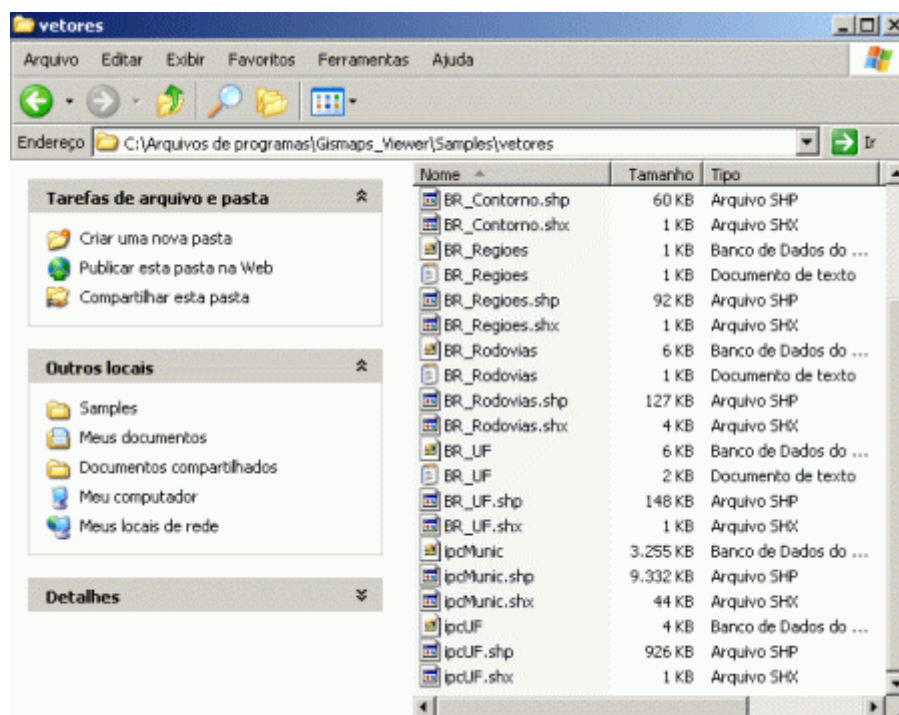 vetores
Arquivo Editar Exibir Favoritos Ferramentas Ajuda
Endereço C:\Arquivos de programas\Gismaps_Viewer\Samples\vetores Ir
Tarefas de arquivo e pasta
Criar uma nova pasta
Publicar esta pasta na Web
Compartilhar esta pasta
Outros locais
Samples
Meus documentos
Documentos compartilhados
Meu computador
Meus locais de rede
Detalhes
Nome Tamanho Tipo
BR_Contorno.shp 60 KB Arquivo SHP
BR_Contorno.shx 1 KB Arquivo SHX
BR_Regioes 1 KB Banco de Dados do ...
BR_Regioes 1 KB Documento de texto
BR_Regioes.shp 92 KB Arquivo SHP
BR_Regioes.shx 1 KB Arquivo SHX
BR_Rodovias 6 KB Banco de Dados do ...
BR_Rodovias 1 KB Documento de texto
BR_Rodovias.shp 127 KB Arquivo SHP
BR_Rodovias.shx 4 KB Arquivo SHX
BR_UF 6 KB Banco de Dados do ...
BR_UF 2 KB Documento de texto
BR_UF.shp 148 KB Arquivo SHP
BR_UF.shx 1 KB Arquivo SHX
ipcMunic 3.255 KB Banco de Dados do ...
ipcMunic.shp 9.332 KB Arquivo SHP
ipcMunic.shx 44 KB Arquivo SHX
ipcUF 4 KB Banco de Dados do ...
ipcUF.shp 926 KB Arquivo SHP
ipcUF.shx 1 KB Arquivo SHX